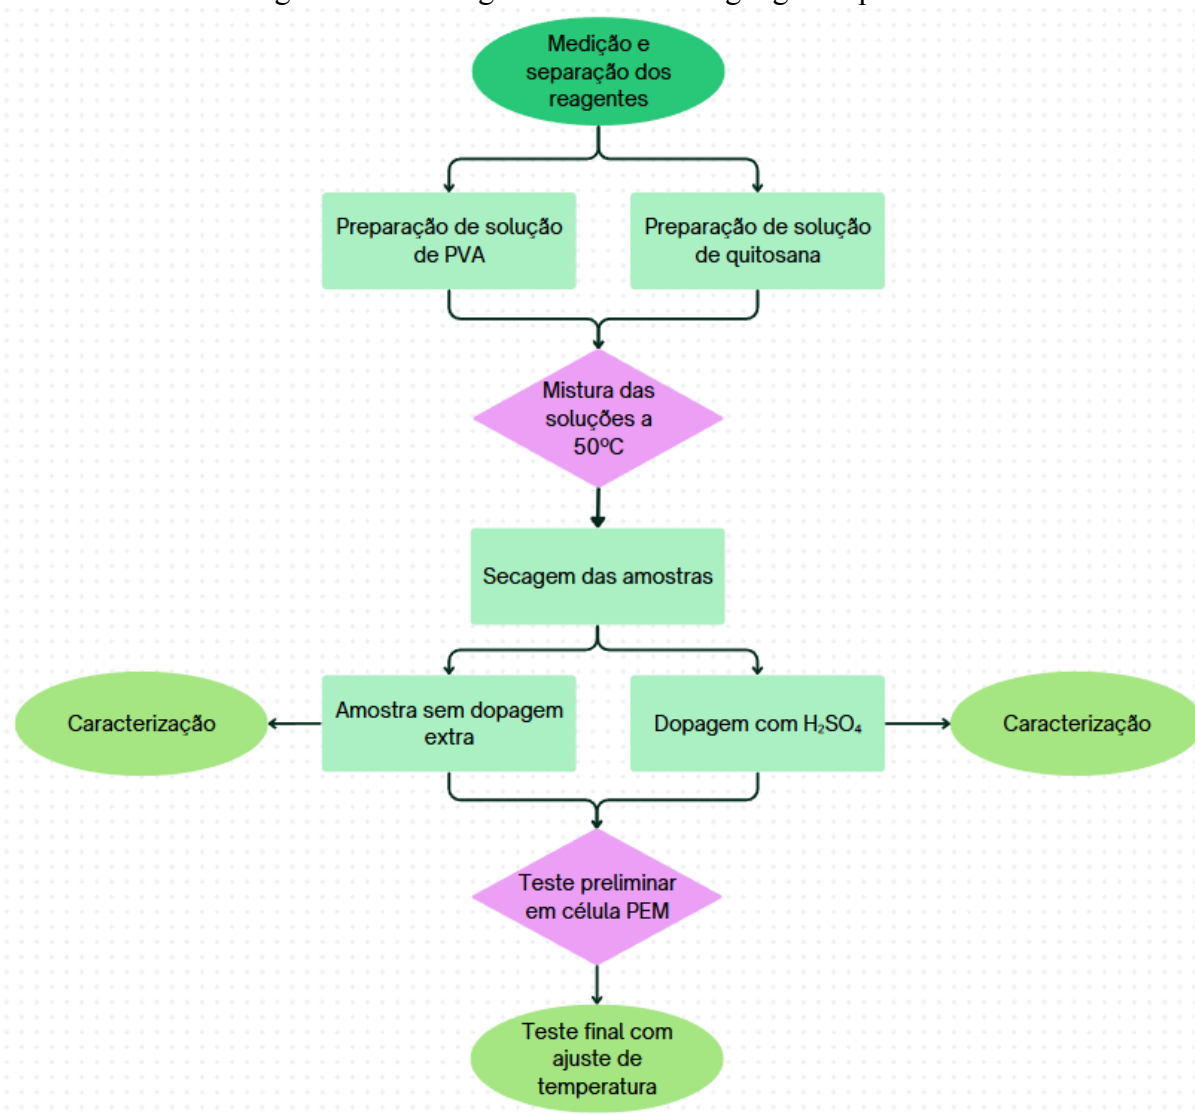 Medição e
separação dos
reagentes
Preparação de solução
de PVA
Preparação de solução
de quitosana
Mistura das
soluções a
50ºC
Secagem das amostras
Caracterização
Amostra sem dopagem
extra
Dopagem com H₂SO₄
Caracterização
Teste preliminar
em célula PEM
Teste final com
ajuste de
temperatura